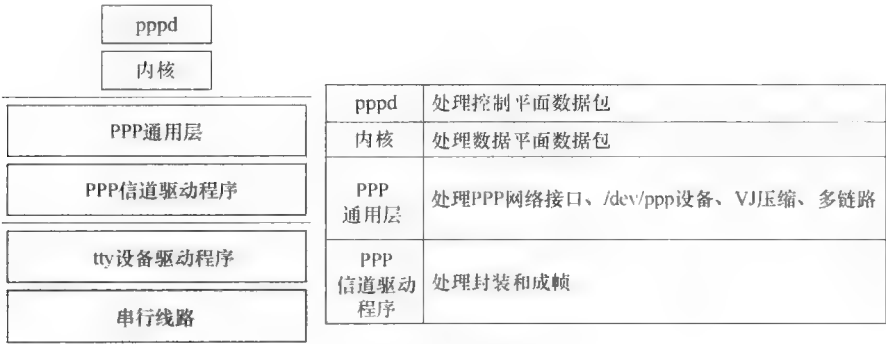 pppd
内核
PPP通用层
PPP信道驱动程序
tty设备驱动程序
串行线路
pppd 处理控制平面数据包
内核 处理数据平面数据包
PPP
通用层
处理PPP网络接口、/dev/ppp设备、VJ压缩、多链路
PPP
信道驱动
程序
处理封装和成帧